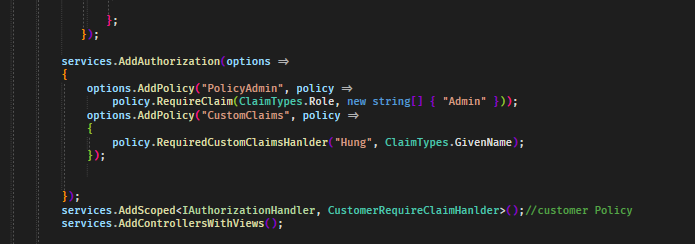 };
});
services.AddAuthorization(options =>
{
options.AddPolicy("PolicyAdmin", policy =>
policy.RequireClaim(ClaimTypes.Role, new string[] { "Admin" }));
options.AddPolicy("CustomClaims", policy =>
{
policy.RequiredCustomClaimsHanlder("Hung", ClaimTypes.GivenName);
});
});
services.AddScoped<IAuthorizationHandler, CustomerRequireClaimHanlder>();//customer Policy
services.AddControllersWithViews();